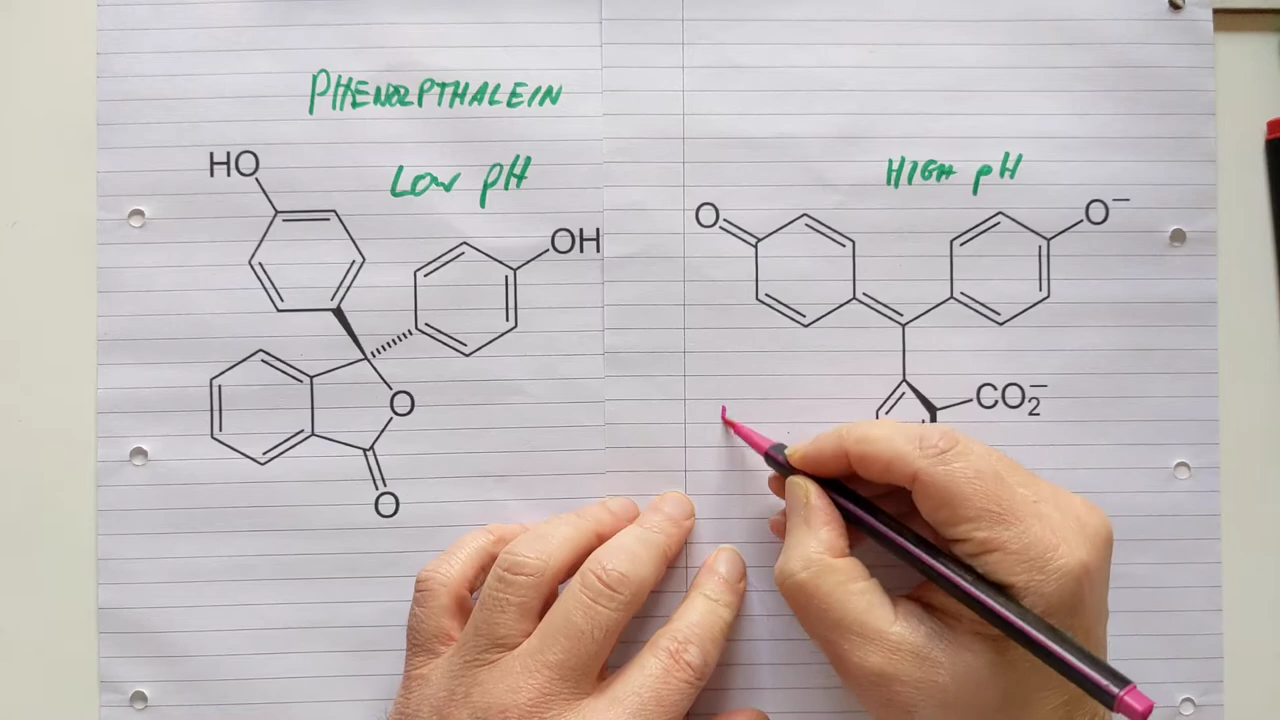 PHENOLPTHALEIN
LOW pH
HIGH pH
HO
OH
O
O
O
O⁻
CO₂⁻